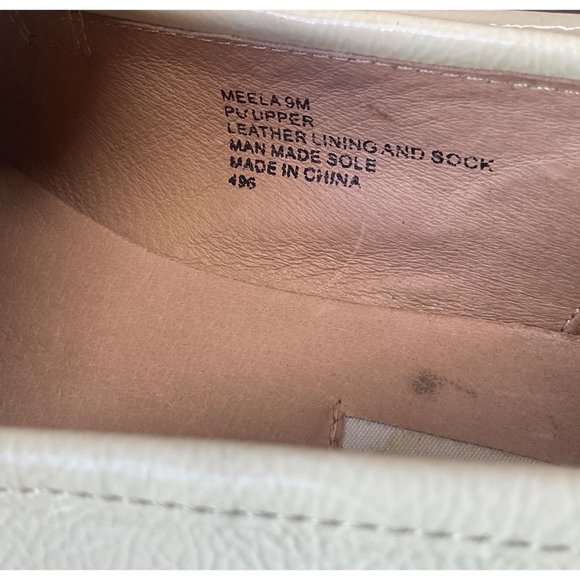 MEELA 9M
PU UPPER
LEATHER LINING AND SOCK
MAN MADE SOLE
MADE IN CHINA
496